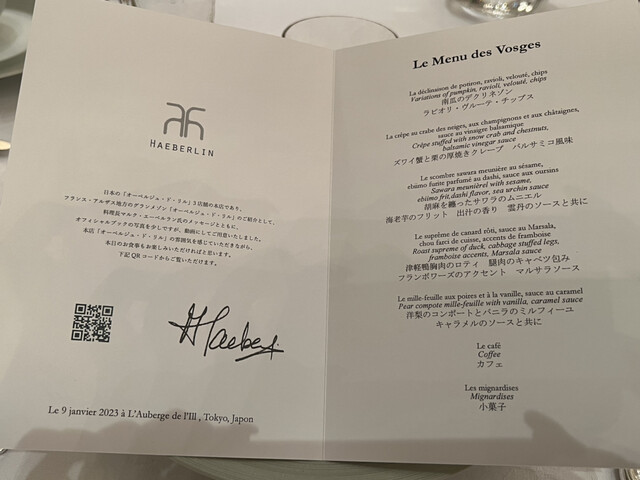 HAEBERLIN
日本の「オーベルジュ・ド・リル」3店舗の本店であり、
フランス・アルザス地方のグランメゾン「オーベルジュ・ド・リル」のご紹介として、
料理長マルク・エーベルラン氏のメッセージとともに、
オフィシャルブックの写真を少しですが、動画にしてご用意いたしました。
本店「オーベルジュ・ド・リル」の雰囲気を感じていただきながら、
本日のお食事もお楽しみいただければと思います。
下記QRコードからご覧いただけます。
Le 9 janvier 2023 à L'Auberge de l'Ill , Tokyo, Japon
Le Menu des Vosges
La déclinaison de potiron, ravioli, velouté, chips
Variations of pumpkin, ravioli, velouté, chips
南瓜のデクリネゾン
ラビオリ・ヴルーテ・チップス
La crêpe au crabe des neiges, aux champignons et aux châtaignes,
sauce au vinaigre balsamique
Crêpe stuffed with snow crab and chestnuts,
balsamic vinegar sauce
ズワイ蟹と栗の厚焼きクレープ バルサミコ風味
Le scombre sawara meunière au sésame,
ebiimo furite parfumé au dashi, sauce aux oursins
Sawara meunièrel with sesame,
ebiimo frit,dashi flavor, sea urchin sauce
胡麻を纏ったサワラのムニエル
海老芋のフリット 出汁の香り 雲丹のソースと共に
Le suprême de canard rôti, sauce au Marsala,
chou farci de cuisse, accents de framboise
Roast supreme of duck, cabbage stuffed legs,
framboise accents, Marsala sauce
津軽鴨胸肉のロティ 腿肉のキャベツ包み
フランボワーズのアクセント マルサラソース
Le mille-feuille aux poires et à la vanille, sauce au caramel
Pear compote mille-feuille with vanilla, caramel sauce
洋梨のコンポートとバニラのミルフィーユ
キャラメルのソースと共に
Le café
Coffee
カフェ
Les mignardises
Mignardises
小菓子